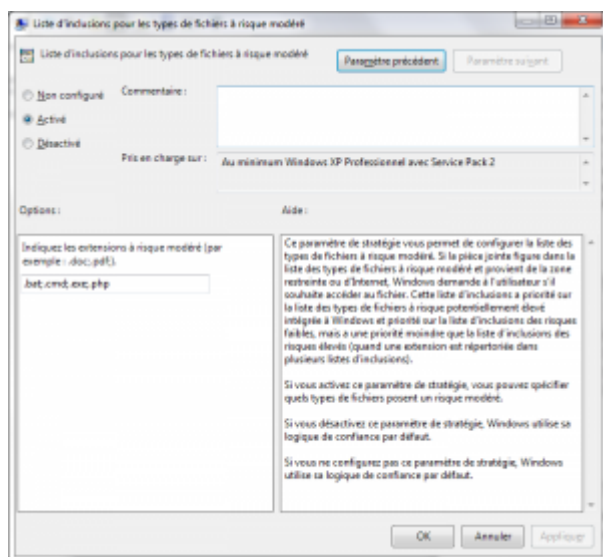 Liste d'inclusions pour les types de fichiers à risque modéré
Liste d'inclusions pour les types de fichiers à risque modéré
Paramètre précédent
Paramètre suivant
Non configuré
Commentaire :
Activé
Désactivé
Pris en charge sur :
Au minimum Windows XP Professionnel avec Service Pack 2
Options :
Aide :
Indiquez les extensions à risque modéré (par
exemple : .doc;.pdf;).
.bat;.cmd;.exe;.php
Ce paramètre de stratégie vous permet de configurer la liste des
types de fichiers à risque modéré. Si la pièce jointe figure dans la
liste des types de fichiers à risque modéré et provient de la zone
restreinte ou d'Internet, Windows demande à l'utilisateur s'il
souhaite accéder au fichier. Cette liste d'inclusions a priorité sur
la liste des types de fichiers à risque potentiellement élevé
intégrée à Windows et priorité sur la liste d'inclusions des risques
faibles, mais a une priorité moindre que la liste d'inclusion des
risques élevés (quand une extension est répertoriée dans
plusieurs listes d'inclusions).
Si vous activez ce paramètre de stratégie, vous pouvez spécifier
quels types de fichiers posent un risque modéré.
Si vous désactivez ce paramètre de stratégie, Windows utilise sa
logique de confiance par défaut.
Si vous ne configurez pas ce paramètre de stratégie, Windows
utilise sa logique de confiance par défaut.
OK
Annuler
Appliquer